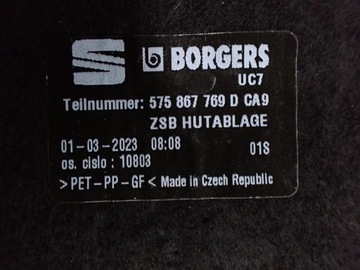 BORGERS
UC7
Teilnummer: 575 867 769 D CA9
ZSB HUTABLAGE
01-03-2023 08:08 01S
os. cislo : 10803
>PET-PP-GF< Made in Czech Republic